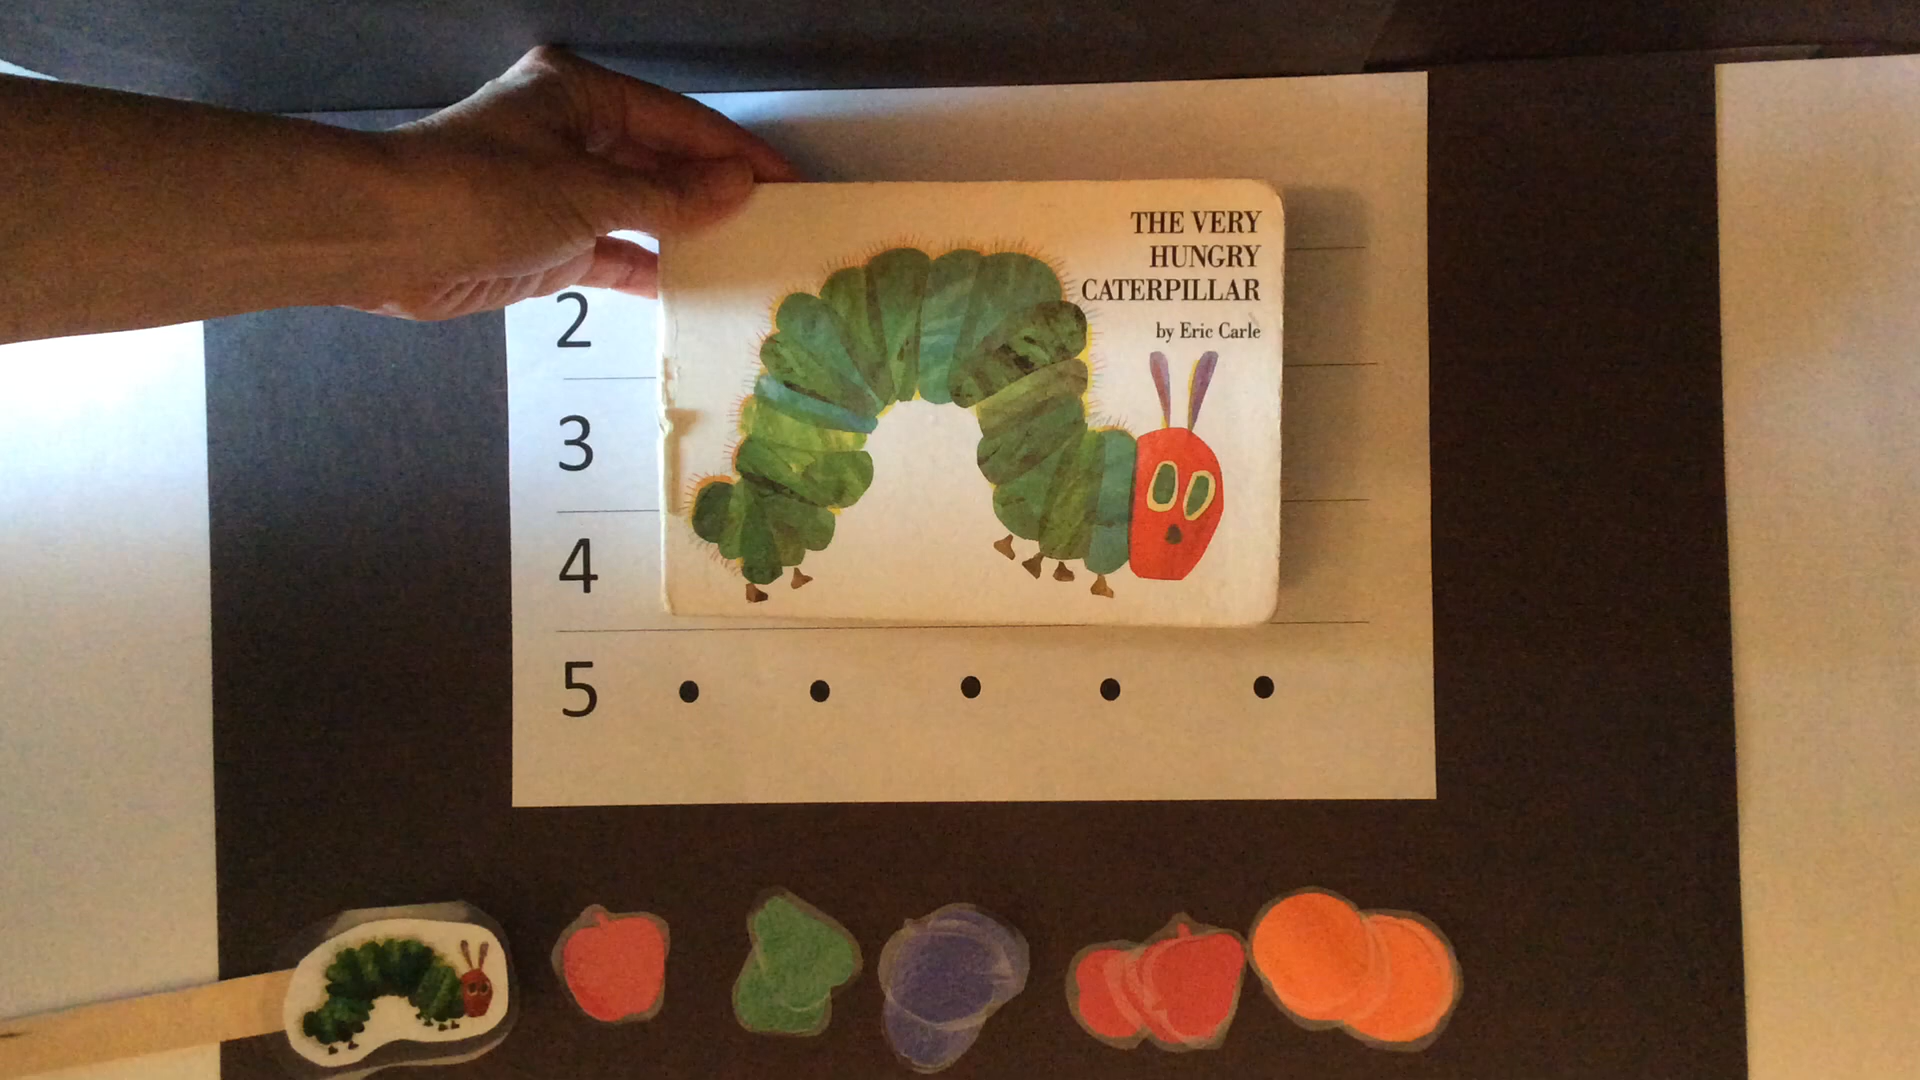 THE VERY
HUNGRY
CATERPILLAR
by Eric Carle
2
3
4
5